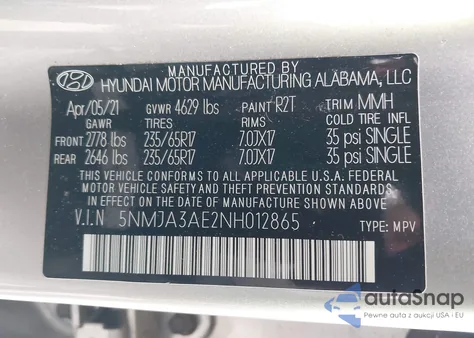 MANUFACTURED BY
HYUNDAI MOTOR MANUFACTURING ALABAMA, LLC
Apr/05/21 GVWR 4629 lbs PAINT R2T TRIM MMH
GAWR TIRES RIMS COLD TIRE INFL
FRONT 2778 lbs 235/65R17 7.0JX17 35 psi SINGLE
REAR 2646 lbs 235/65R17 7.0JX17 35 psi SINGLE
THIS VEHICLE CONFORMS TO ALL APPLICABLE U.S.A. FEDERAL
MOTOR VEHICLE SAFETY AND THEFT PREVENTION STANDARDS
IN EFFECT ON THE DATE OF MANUFACTURE SHOWN ABOVE.
V.I.N 5NMJA3AE2NH012865 TYPE: MPV
autoSnap
Pewne auta z aukcji USA i EU